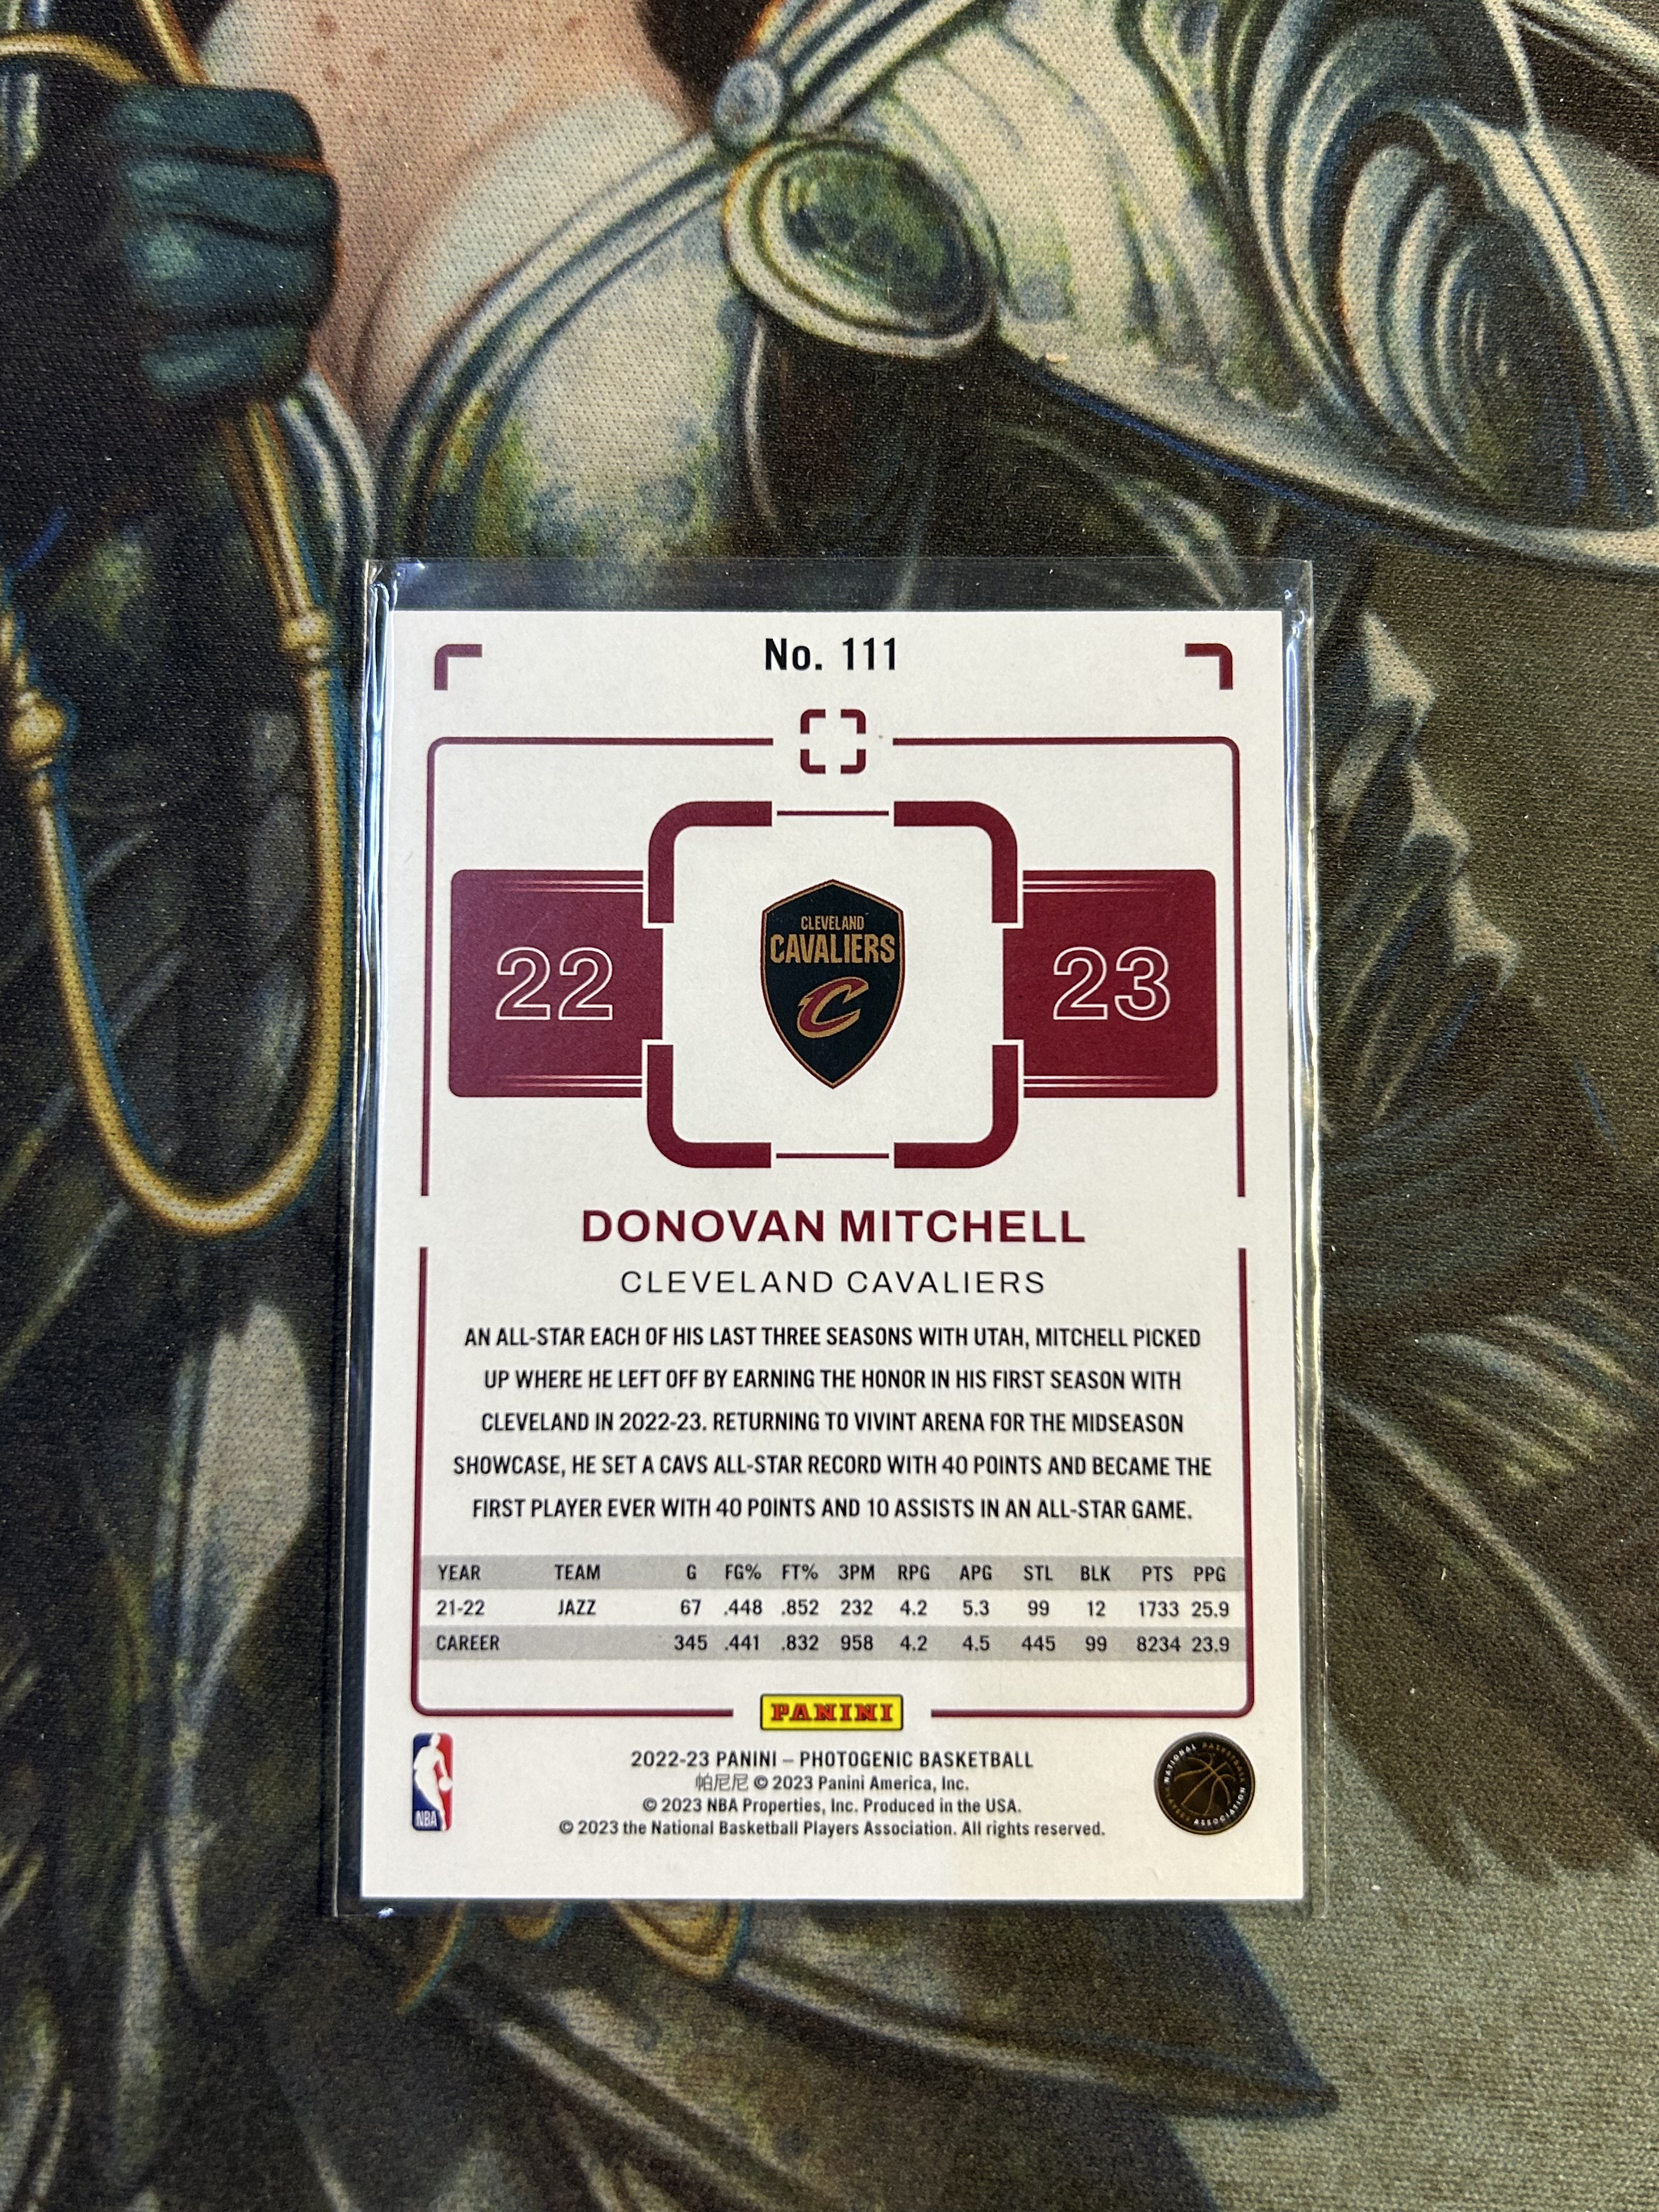 No. 111
22
CLEVELAND
CAVALIERS
C
23
DONOVAN MITCHELL
CLEVELAND CAVALIERS
AN ALL-STAR EACH OF HIS LAST THREE SEASONS WITH UTAH, MITCHELL PICKED
UP WHERE HE LEFT OFF BY EARNING THE HONOR IN HIS FIRST SEASON WITH
CLEVELAND IN 2022-23. RETURNING TO VIVINT ARENA FOR THE MIDSEASON
SHOWCASE, HE SET A CAVS ALL-STAR RECORD WITH 40 POINTS AND BECAME THE
FIRST PLAYER EVER WITH 40 POINTS AND 10 ASSISTS IN AN ALL-STAR GAME.
YEAR TEAM G FG% FT% 3PM RPG APG STL BLK PTS PPG
21-22 JAZZ 67 .448 .852 232 4.2 5.3 99 12 1733 25.9
CAREER 345 .441 .832 958 4.2 4.5 445 99 8234 23.9
PANINI
2022-23 PANINI – PHOTOGENIC BASKETBALL
帕尼尼 © 2023 Panini America, Inc.
© 2023 NBA Properties, Inc. Produced in the USA.
© 2023 the National Basketball Players Association. All rights reserved.
NBA
NATIONAL BASKETBALL
PLAYERS ASSOCIATION